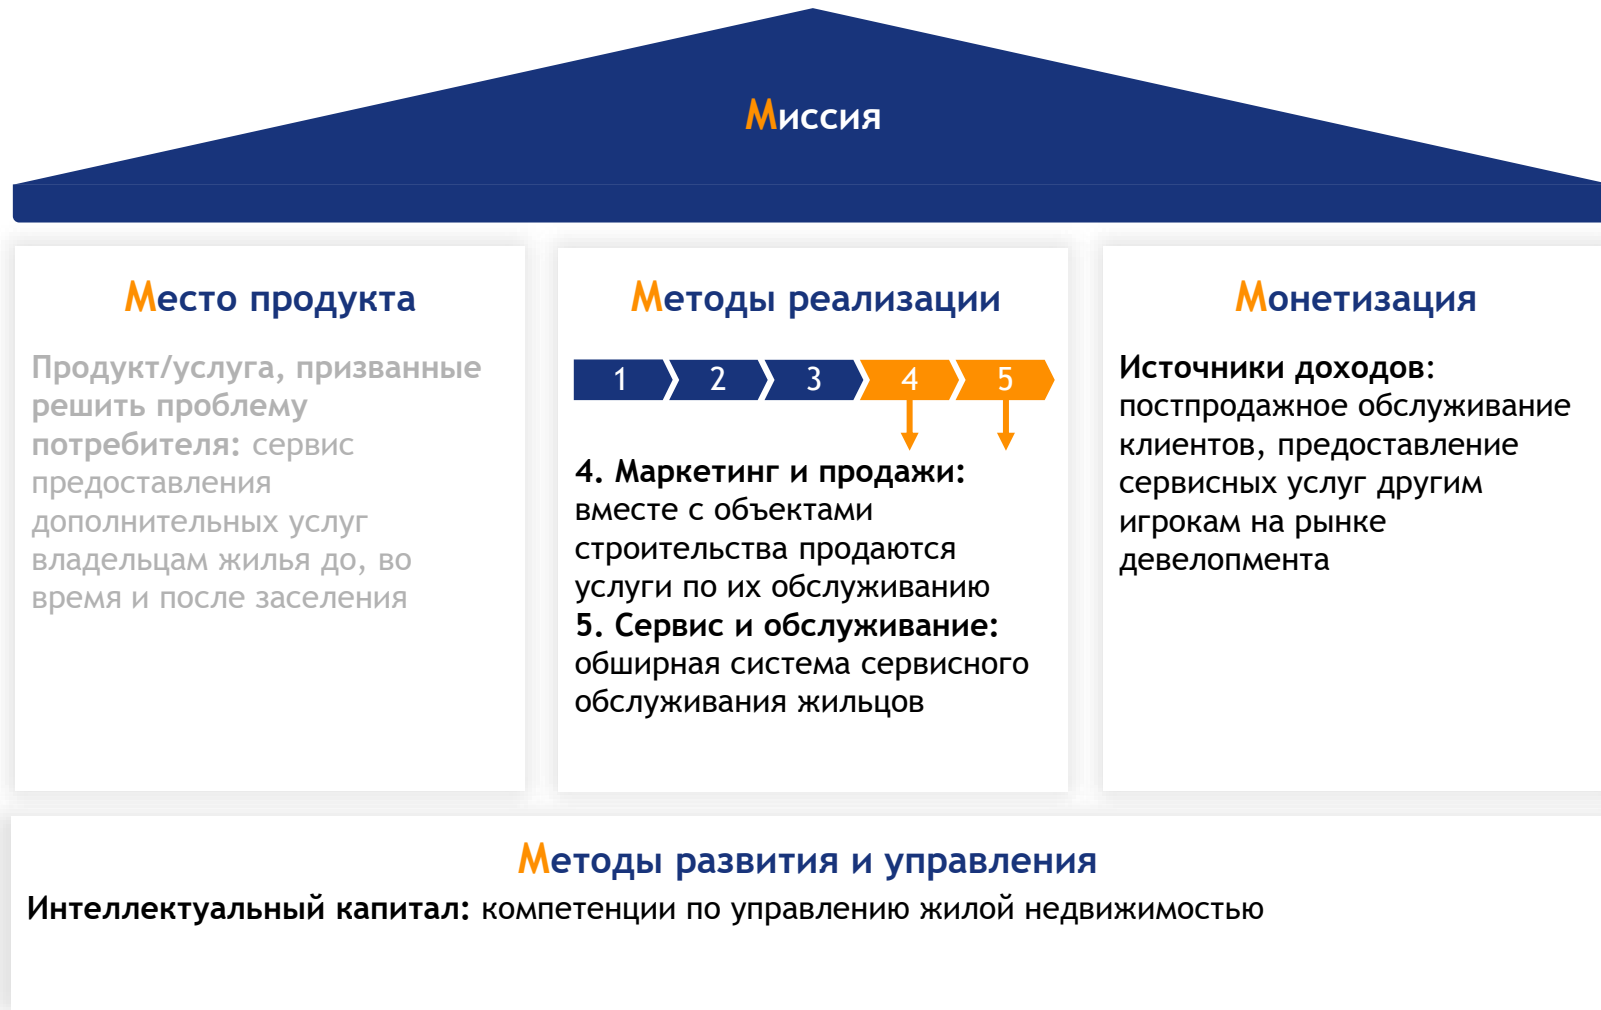 Миссия
Место продукта
Продукт/услуга, призванные
решить проблему
потребителя: сервис
предоставления
дополнительных услуг
владельцам жилья до, во
время и после заселения
Методы реализации
1 2 3 4 5
4. Маркетинг и продажи:
вместе с объектами
строительства продаются
услуги по их обслуживанию
5. Сервис и обслуживание:
обширная система сервисного
обслуживания жильцов
Монетизация
Источники доходов:
постпродажное обслуживание
клиентов, предоставление
сервисных услуг другим
игрокам на рынке
девелопмента
Методы развития и управления
Интеллектуальный капитал: компетенции по управлению жилой недвижимостью